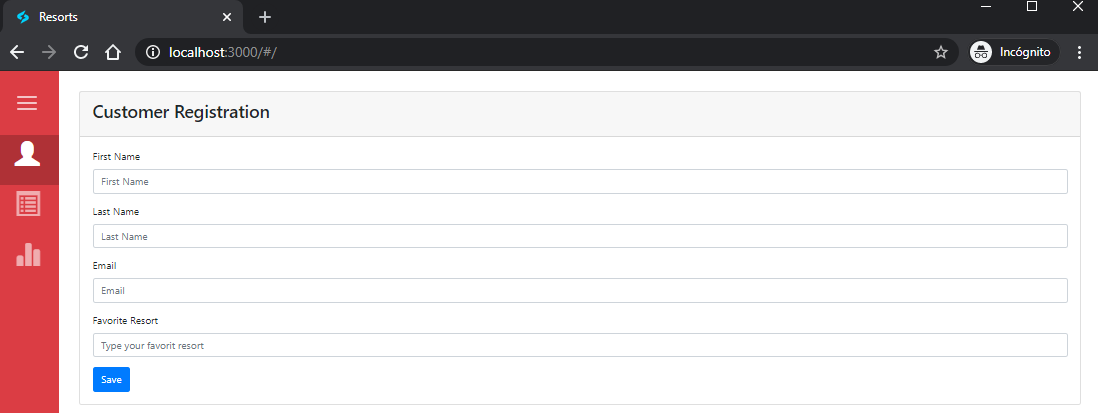 Resorts
localhost:3000/#/
Incógnito
Customer Registration
First Name
First Name
Last Name
Last Name
Email
Email
Favorite Resort
Type your favorit resort
Save